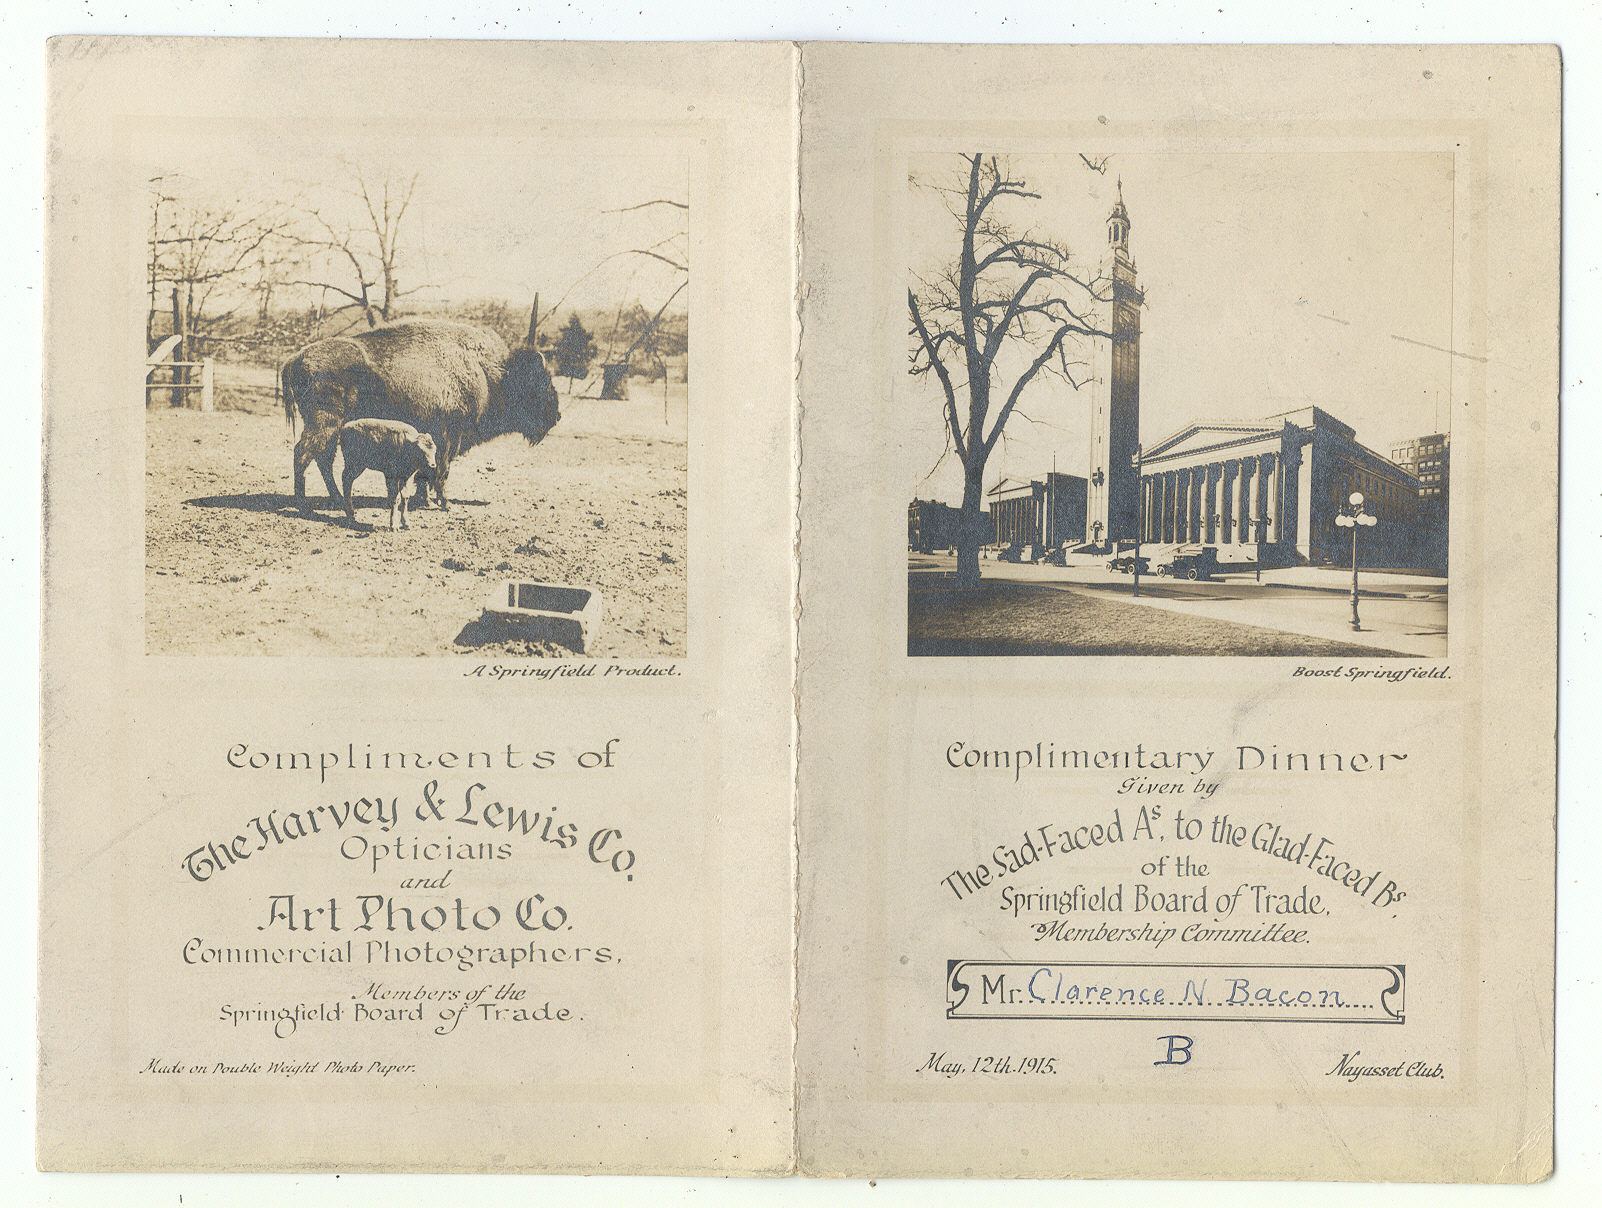 A Springfield Product.
Compliments of
The Harvey & Lewis Co.
Opticians
and
Art Photo Co.
Commercial Photographers,
Members of the
Springfield Board of Trade.
Made on Double Weight Photo Paper.
Boost Springfield.
Complimentary Dinner
Given by
The Sad-Faced As, to the Glad-Faced Bs,
of the
Springfield Board of Trade,
Membership Committee.
Mr. Clarence N. Bacon
B
May, 12th. 1915.
Nayasset Club.